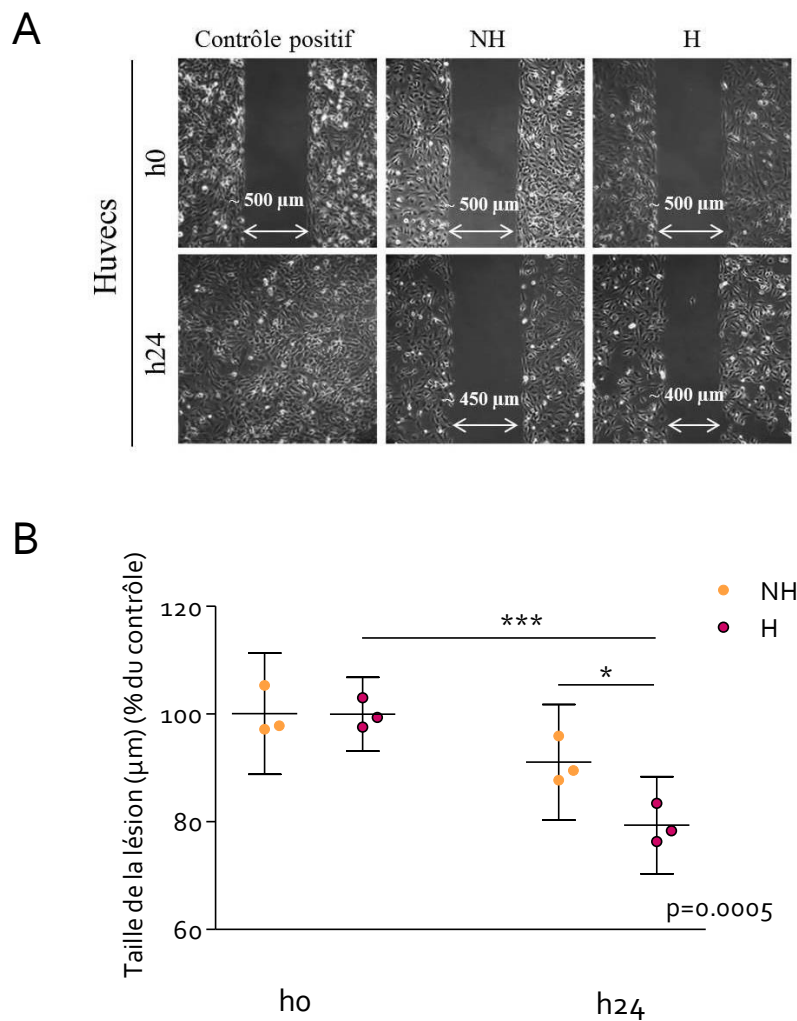 A
Contrôle positif
NH
H
Huvecs
h0
~ 500 µm
~ 500 µm
~ 500 µm
h24
~ 450 µm
~ 400 µm
B
Taille de la lésion (µm) (% du contrôle)
120
100
80
60
***
*
NH
H
p=0.0005
h0
h24